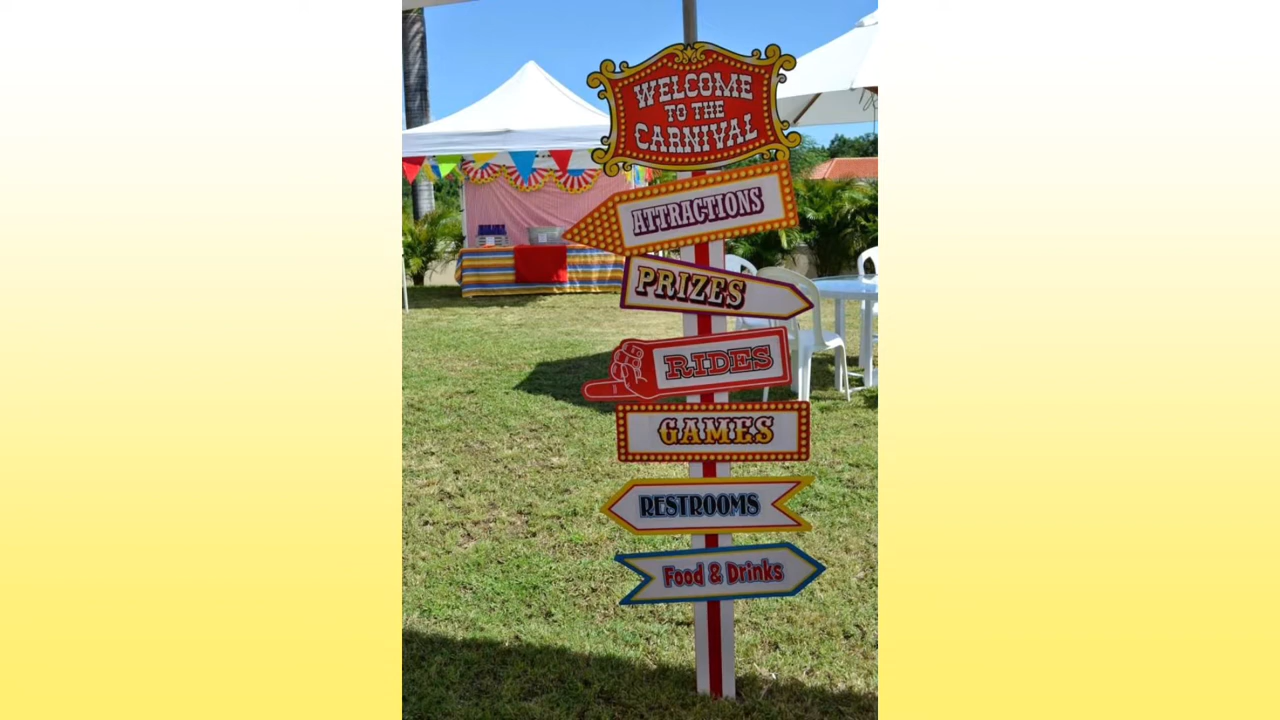 WELCOME
TO THE
CARNIVAL
ATTRACTIONS
PRIZES
RIDES
GAMES
RESTROOMS
Food & Drinks